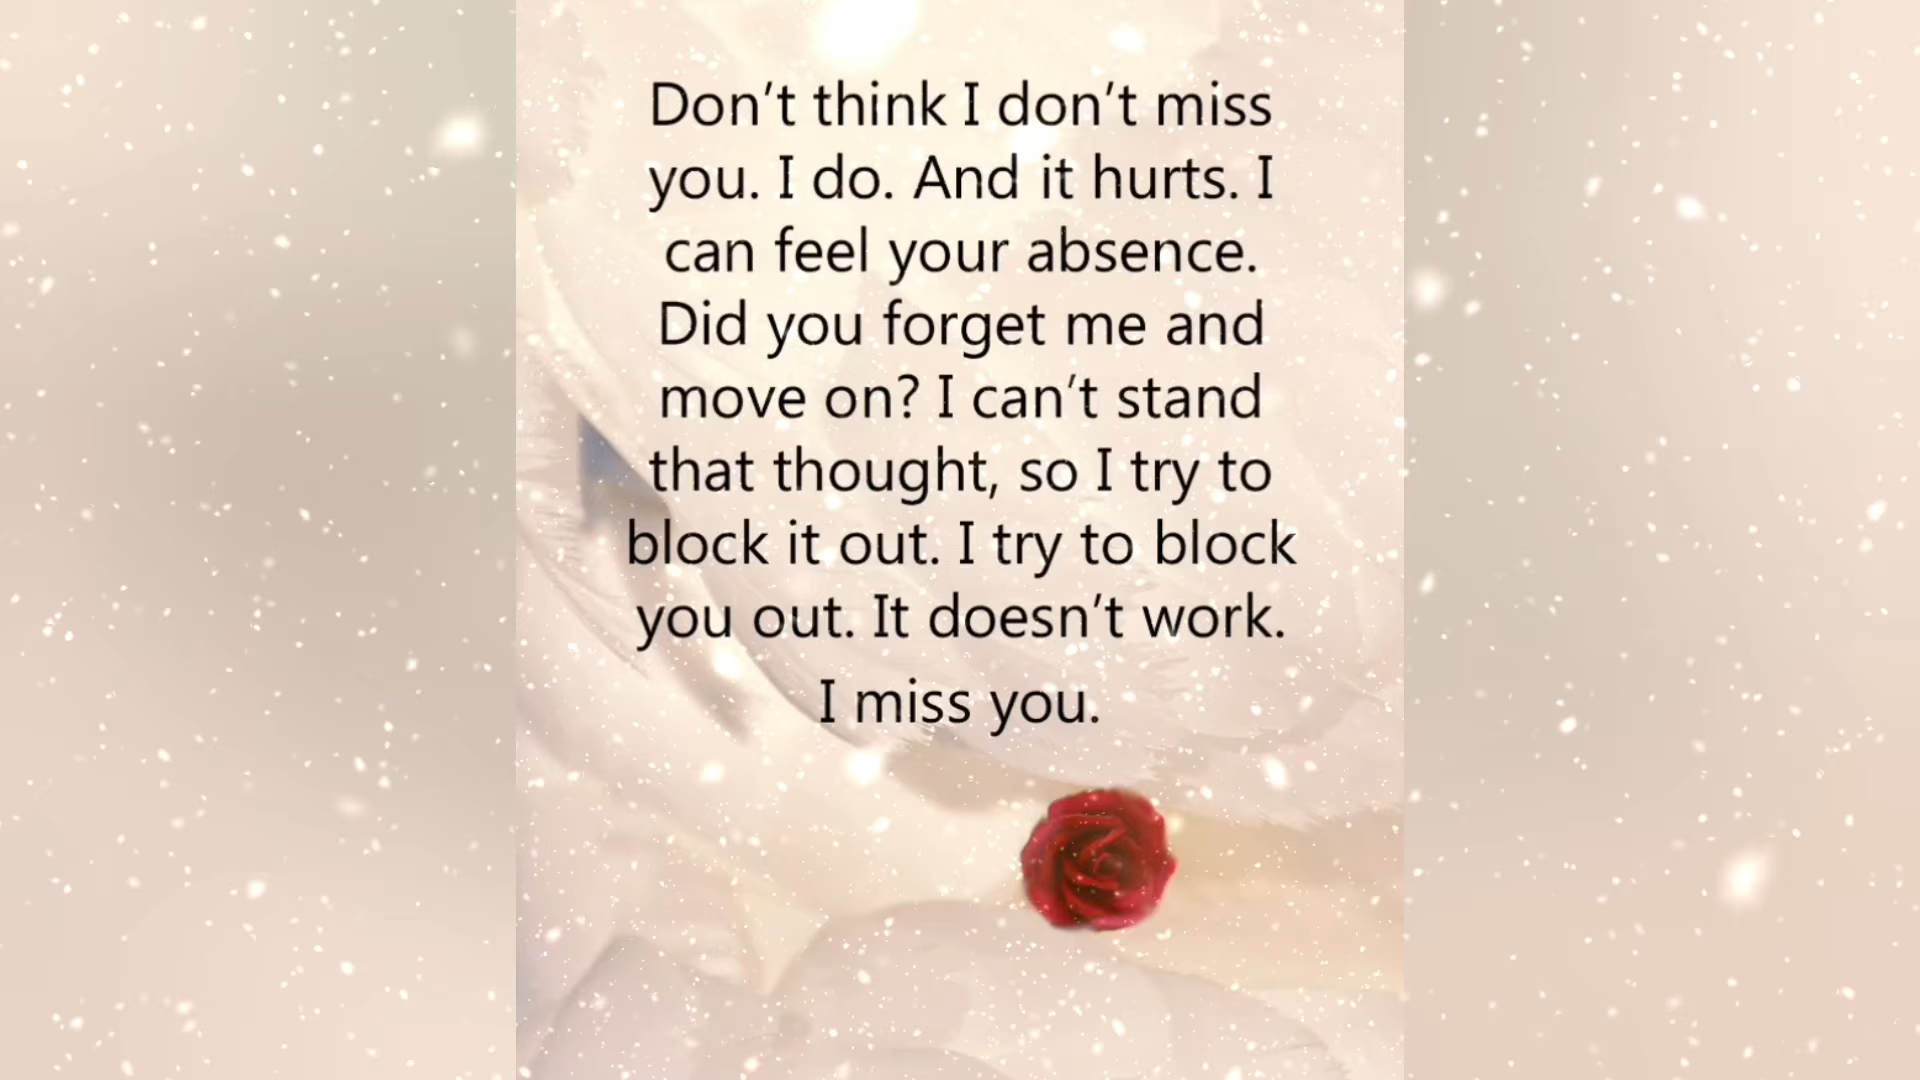 Don’t think I don’t miss
you. I do. And it hurts. I
can feel your absence.
Did you forget me and
move on? I can’t stand
that thought, so I try to
block it out. I try to block
you out. It doesn’t work.
I miss you.